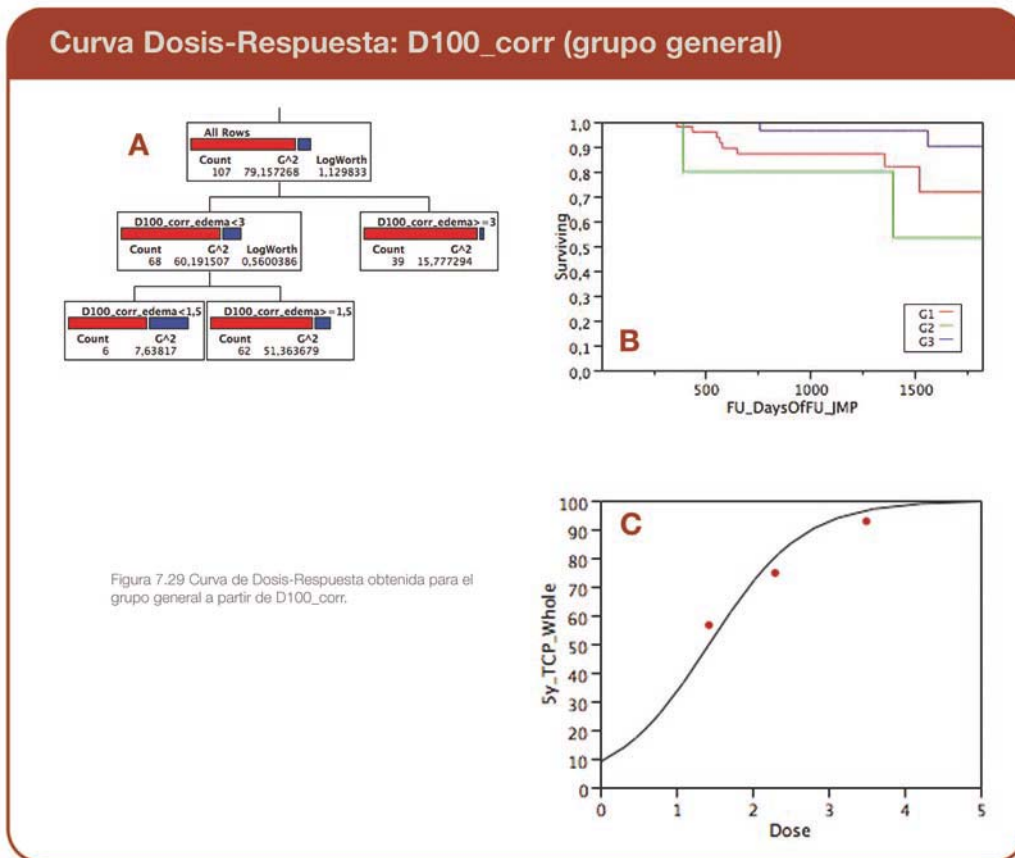 Curva Dosis-Respuesta: D100_corr (grupo general)
A
All Rows
Count G^2 LogWorth
107 79,157268 1,129833
D100_corr_edema<3
Count G^2 LogWorth
68 60,191507 0,5600386
D100_corr_edema>=3
Count G^2
39 15,777294
D100_corr_edema<1,5
Count G^2
6 7,63817
D100_corr_edema>=1,5
Count G^2
62 51,363679
B
Surviving
1,0
0,9
0,8
0,7
0,6
0,5
0,4
0,3
0,2
0,1
0,0
500 1000 1500
FU_DaysOfFU_JMP
G1
G2
G3
Figura 7.29 Curva de Dosis-Respuesta obtenida para el
grupo general a partir de D100_corr.
C
5y_TCP_Whole
100
90
80
70
60
50
40
30
20
10
0
0 1 2 3 4 5
Dose